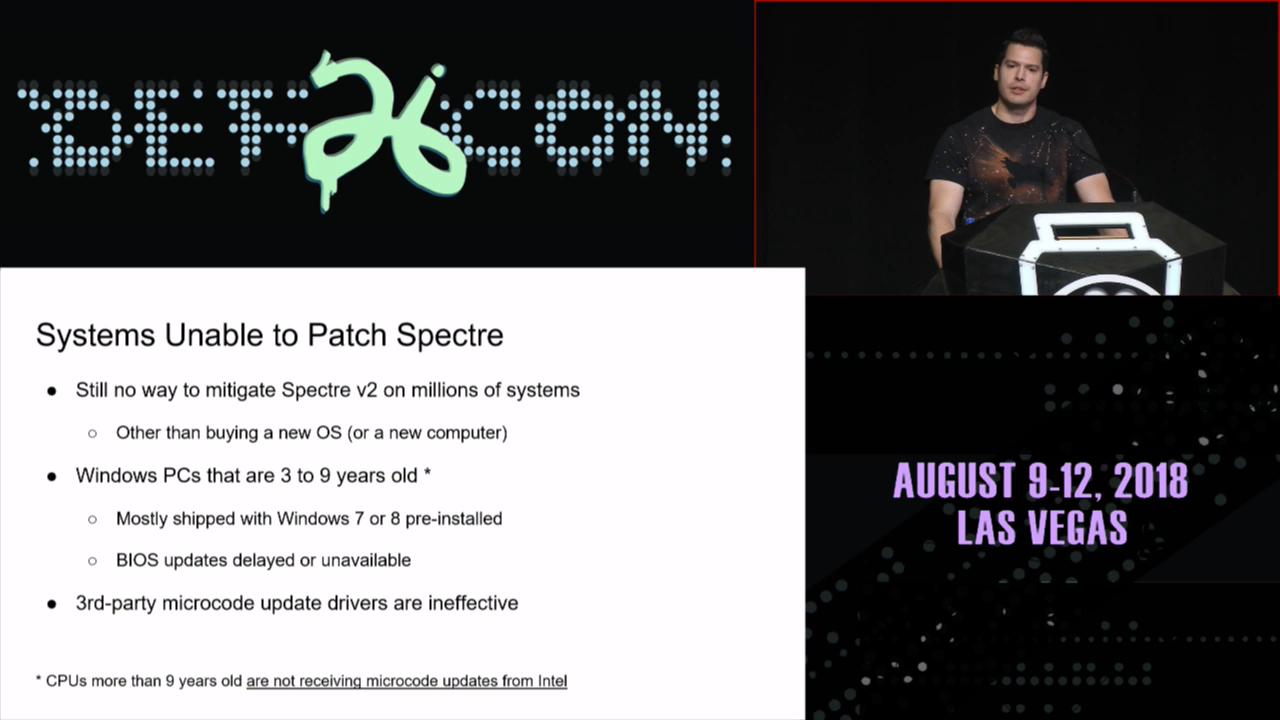 DEF 26 CON
Systems Unable to Patch Spectre
● Still no way to mitigate Spectre v2 on millions of systems
○ Other than buying a new OS (or a new computer)
● Windows PCs that are 3 to 9 years old *
○ Mostly shipped with Windows 7 or 8 pre-installed
○ BIOS updates delayed or unavailable
● 3rd-party microcode update drivers are ineffective
* CPUs more than 9 years old are not receiving microcode updates from Intel
AUGUST 9-12, 2018
LAS VEGAS